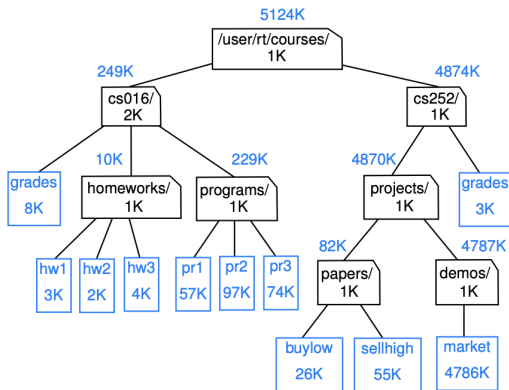 5124K
/user/rt/courses/
1K
249K
4874K
cs016/
2K
cs252/
1K
10K
229K
4870K
grades
8K
homeworks/
1K
programs/
1K
projects/
1K
grades
3K
82K
4787K
hw1
3K
hw2
2K
hw3
4K
pr1
57K
pr2
97K
pr3
74K
papers/
1K
demos/
1K
buylow
26K
sellhigh
55K
market
4786K